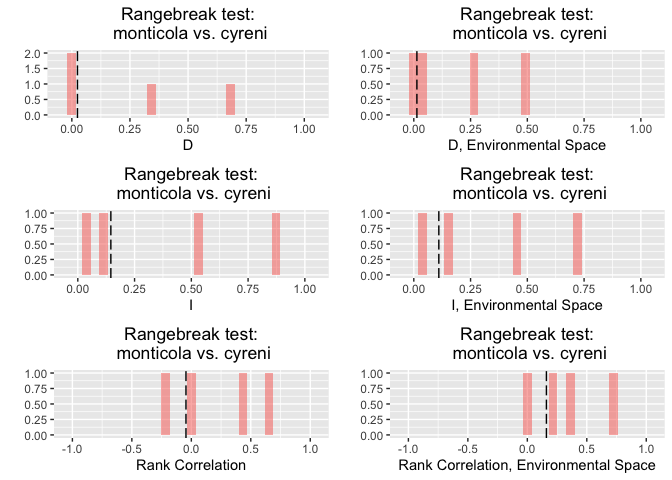 Rangebreak test:
monticola vs. cyreni
2.0
1.5
1.0
0.5
0.0
0.00 0.25 0.50 0.75 1.00
D
Rangebreak test:
monticola vs. cyreni
1.00
0.75
0.50
0.25
0.00
0.00 0.25 0.50 0.75 1.00
D, Environmental Space
Rangebreak test:
monticola vs. cyreni
1.00
0.75
0.50
0.25
0.00
0.00 0.25 0.50 0.75 1.00
I
Rangebreak test:
monticola vs. cyreni
1.00
0.75
0.50
0.25
0.00
0.00 0.25 0.50 0.75 1.00
I, Environmental Space
Rangebreak test:
monticola vs. cyreni
1.00
0.75
0.50
0.25
0.00
-1.0 -0.5 0.0 0.5 1.0
Rank Correlation
Rangebreak test:
monticola vs. cyreni
1.00
0.75
0.50
0.25
0.00
-1.0 -0.5 0.0 0.5 1.0
Rank Correlation, Environmental Space